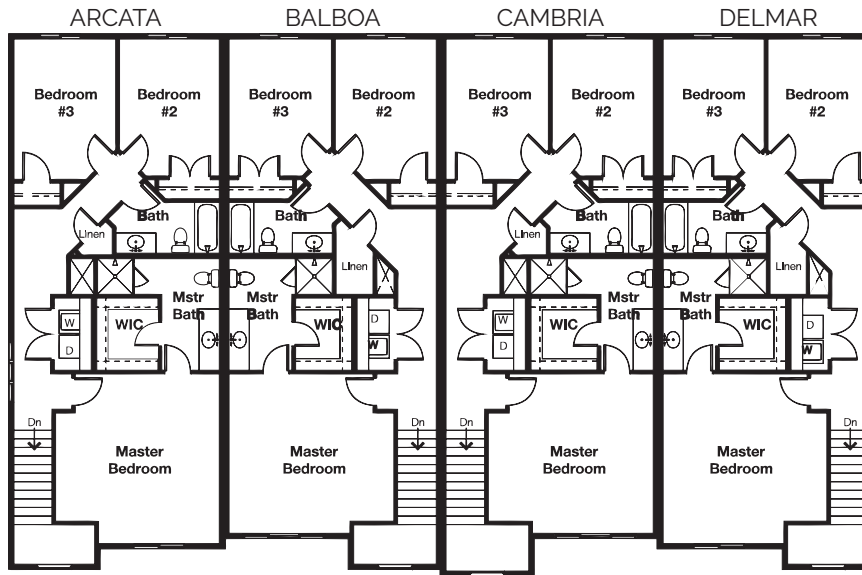 ARCATA BALBOA CAMBRIA DELMAR
Bedroom #3
Bedroom #2
Bedroom #3
Bedroom #2
Bedroom #3
Bedroom #2
Bedroom #3
Bedroom #2
Bath
Bath
Bath
Bath
Linen
Linen
Linen
Linen
Mstr Bath
Mstr Bath
Mstr Bath
Mstr Bath
W
D
WIC
WIC
D
W
W
D
WIC
WIC
D
W
Dn
Master Bedroom
Master Bedroom
Dn
Dn
Master Bedroom
Master Bedroom
Dn